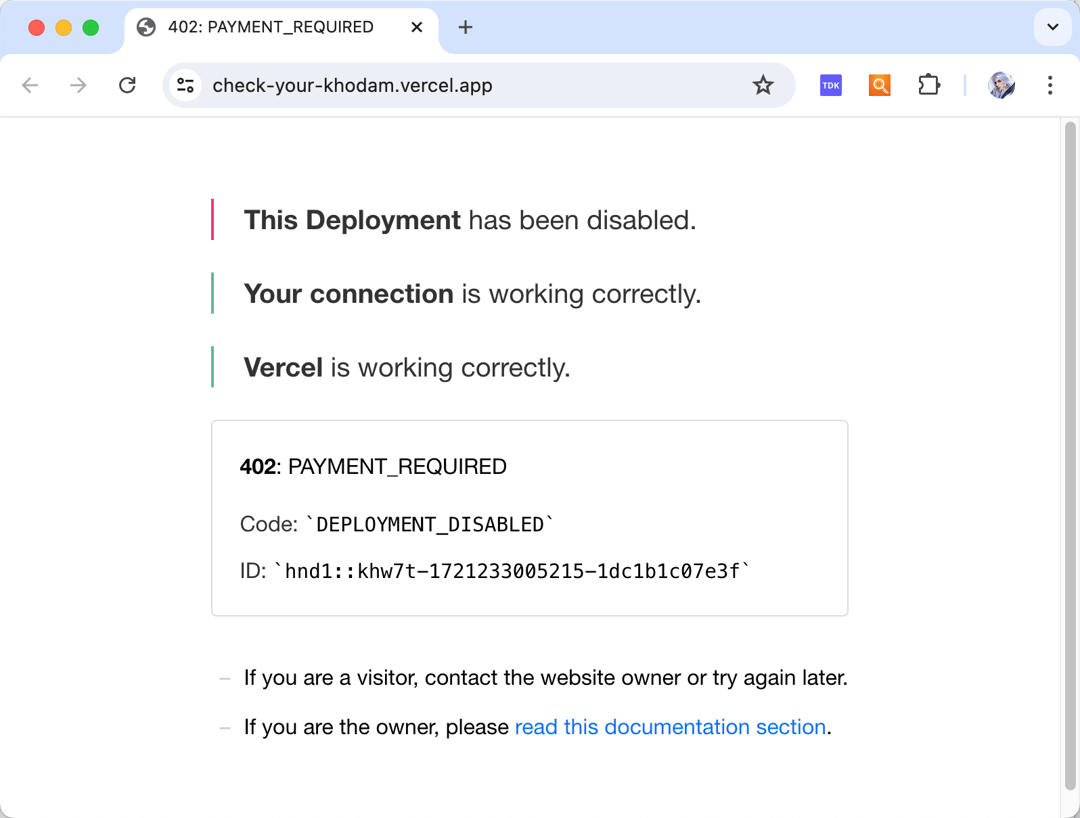 402: PAYMENT_REQUIRED
check-your-khodam.vercel.app
TDK
This Deployment has been disabled.
Your connection is working correctly.
Vercel is working correctly.
402: PAYMENT_REQUIRED
Code: `DEPLOYMENT_DISABLED`
ID: `hnd1::khw7t-1721233005215-1dc1b1c07e3f`
– If you are a visitor, contact the website owner or try again later.
– If you are the owner, please read this documentation section.